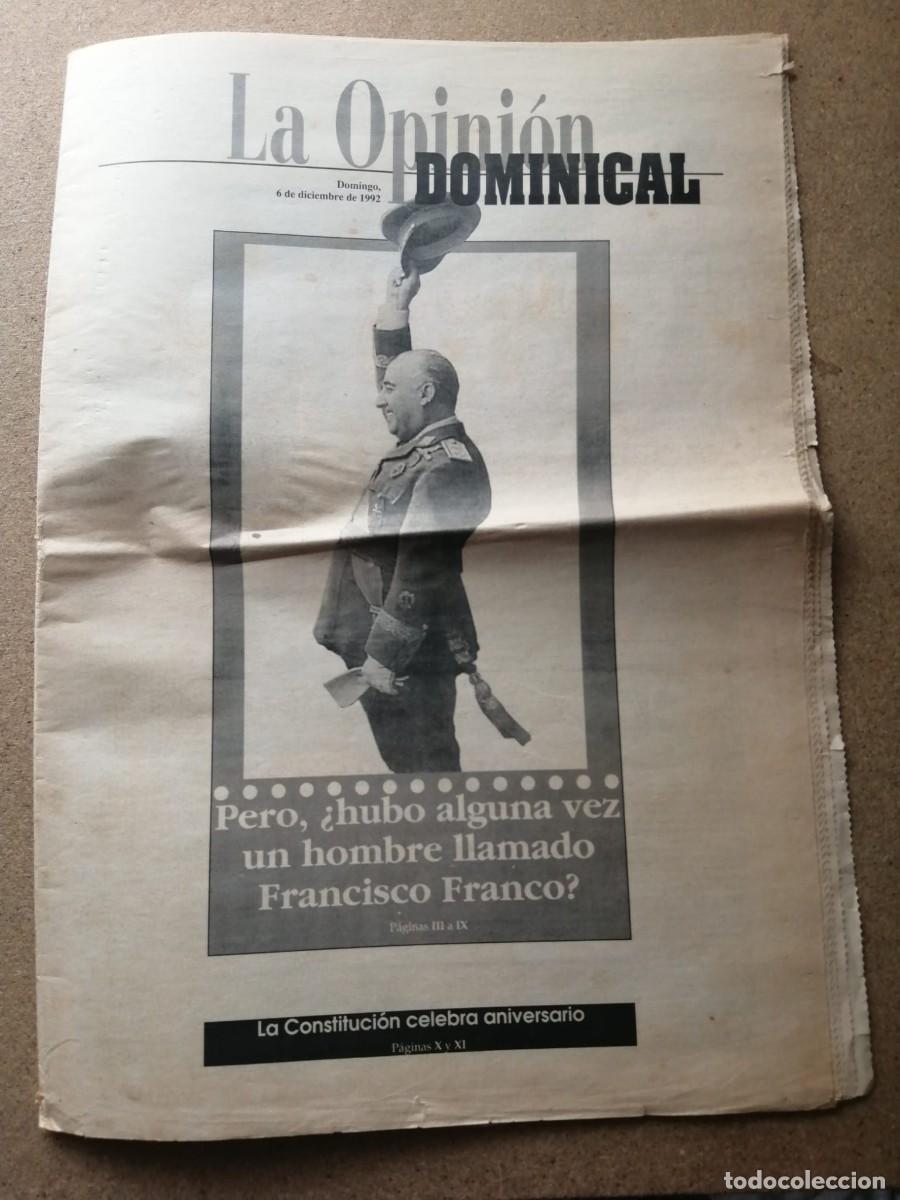 La Opinión
DOMINICAL
Domingo,
6 de diciembre de 1992
Pero, ¿hubo alguna vez
un hombre llamado
Francisco Franco?
Páginas III a IX
La Constitución celebra aniversario
Páginas X y XI
todocoleccion